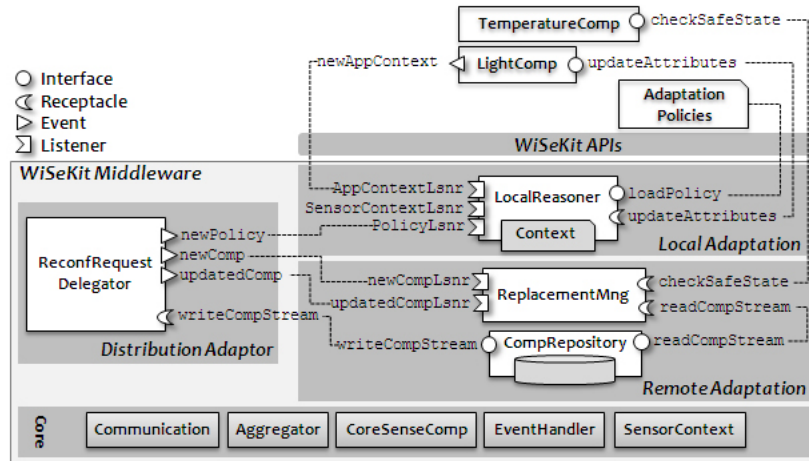 TemperatureComp checkSafeState
newAppContext LightComp updateAttributes
Interface
Receptacle
Event
Listener
Adaptation
Policies
WiSeKit APIs
WiSeKit Middleware
AppContextLsnr LocalReasoner loadPolicy
SensorContextLsnr
PolicyLsnr updateAttributes
Context
Local Adaptation
ReconfRequest
Delegator
newPolicy
newComp
updatedComp
writeCompStream
Distribution Adaptor
newCompLsnr ReplacementMng checkSafeState
updatedCompLsnr readCompStream
writeCompStream CompRepository readCompStream
Remote Adaptation
Core
Communication Aggregator CoreSenseComp EventHandler SensorContext